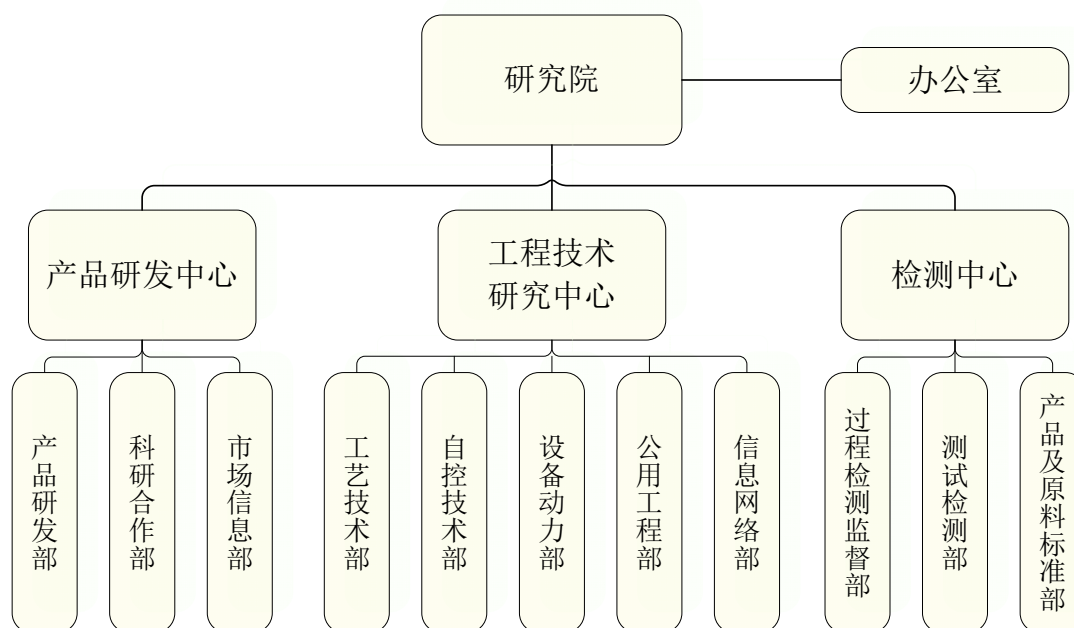 研究院
办公室
产品研发中心
工程技术
研究中心
检测中心
产品研发部
科研合作部
市场信息部
工艺技术部
自控技术部
设备动力部
公用工程部
信息网络部
过程检测监督部
测试检测部
产品及原料标准部